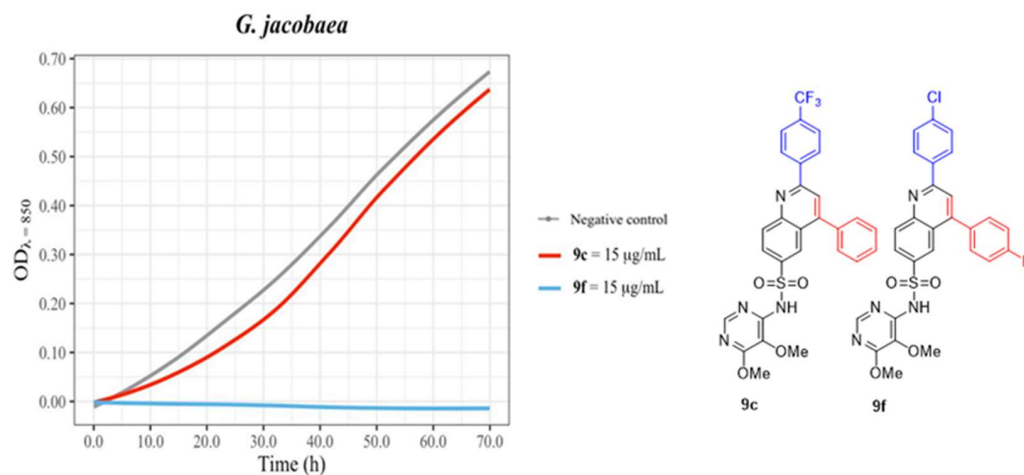 G. jacobaea
0.70
0.60
0.50
0.40
0.30
0.20
0.10
0.00
ODλ = 850
0.0 10.0 20.0 30.0 40.0 50.0 60.0 70.0
Time (h)
Negative control
9c = 15 µg/mL
9f = 15 µg/mL
CF3
N
O=S=O
NH
N
N
OMe
OMe
9c
Cl
N
O=S=O
NH
N
N
OMe
OMe
9f